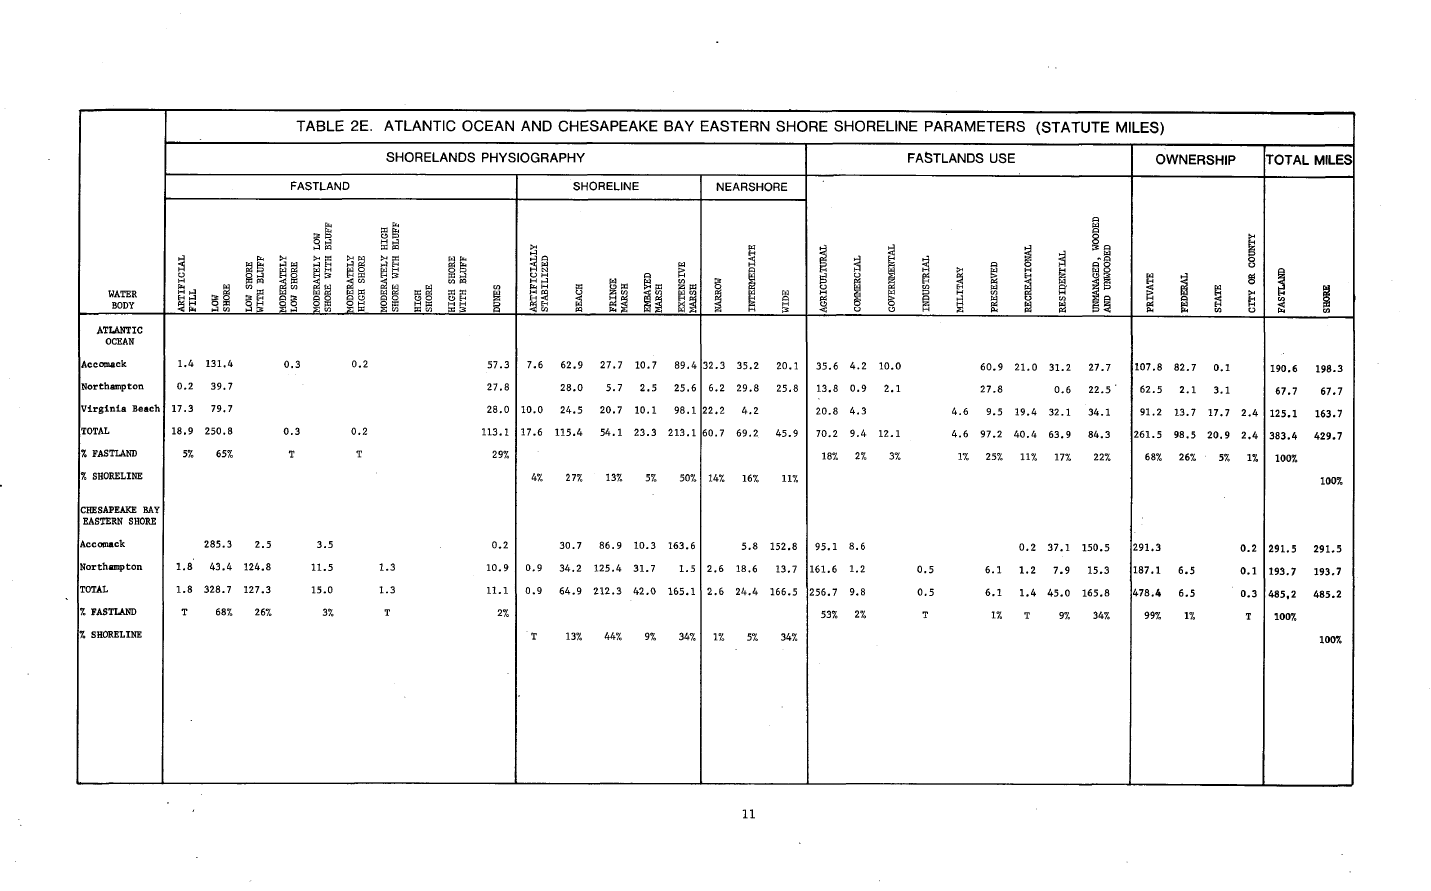 TABLE 2E. ATLANTIC OCEAN AND CHESAPEAKE BAY EASTERN SHORE SHORELINE PARAMETERS (STATUTE MILES)
SHORELANDS PHYSIOGRAPHY FASTLANDS USE OWNERSHIP TOTAL MILES
FASTLAND SHORELINE NEARSHORE
WATER BODY
ARTIFICIAL FILL
LOW SHORE
LOW SHORE WITH BLUFF
MODERATELY LOW SHORE
MODERATELY LOW SHORE WITH BLUFF
MODERATELY HIGH SHORE
MODERATELY HIGH SHORE WITH BLUFF
HIGH SHORE
HIGH SHORE WITH BLUFF
DUNES
ARTIFICIALLY STABILIZED
BEACH
FRINGE MARSH
EMBAYED MARSH
EXTENSIVE MARSH
NARROW
INTERMEDIATE
WIDE
AGRICULTURAL
COMMERCIAL
GOVERNMENTAL
INDUSTRIAL
MILITARY
PRESERVED
RECREATIONAL
RESIDENTIAL
UNMANAGED, WOODED AND UNWOODED
PRIVATE
FEDERAL
STATE
CITY OR COUNTY
FASTLAND
SHORE
ATLANTIC
OCEAN
Accomack 1.4 131.4 0.3 0.2 57.3 7.6 62.9 27.7 10.7 89.4 32.3 35.2 20.1 35.6 4.2 10.0 60.9 21.0 31.2 27.7 107.8 82.7 0.1 190.6 198.3
Northampton 0.2 39.7 27.8 28.0 5.7 2.5 25.6 6.2 29.8 25.8 13.8 0.9 2.1 27.8 0.6 22.5 62.5 2.1 3.1 67.7 67.7
Virginia Beach 17.3 79.7 28.0 10.0 24.5 20.7 10.1 98.1 22.2 4.2 20.8 4.3 4.6 9.5 19.4 32.1 34.1 91.2 13.7 17.7 2.4 125.1 163.7
TOTAL 18.9 250.8 0.3 0.2 113.1 17.6 115.4 54.1 23.3 213.1 60.7 69.2 45.9 70.2 9.4 12.1 4.6 97.2 40.4 63.9 84.3 261.5 98.5 20.9 2.4 383.4 429.7
% FASTLAND 5% 65% T T 29% 18% 2% 3% 1% 25% 11% 17% 22% 68% 26% 5% 1% 100%
% SHORELINE 4% 27% 13% 5% 50% 14% 16% 11% 100%
CHESAPEAKE BAY
EASTERN SHORE
Accomack 285.3 2.5 3.5 0.2 30.7 86.9 10.3 163.6 5.8 152.8 95.1 8.6 0.2 37.1 150.5 291.3 0.2 291.5 291.5
Northampton 1.8 43.4 124.8 11.5 1.3 10.9 0.9 34.2 125.4 31.7 1.5 2.6 18.6 13.7 161.6 1.2 0.5 6.1 1.2 7.9 15.3 187.1 6.5 0.1 193.7 193.7
TOTAL 1.8 328.7 127.3 15.0 1.3 11.1 0.9 64.9 212.3 42.0 165.1 2.6 24.4 166.5 256.7 9.8 0.5 6.1 1.4 45.0 165.8 478.4 6.5 0.3 485,2 485.2
% FASTLAND T 68% 26% 3% T 2% 53% 2% T 1% T 9% 34% 99% 1% T 100%
% SHORELINE T 13% 44% 9% 34% 1% 5% 34% 100%
11